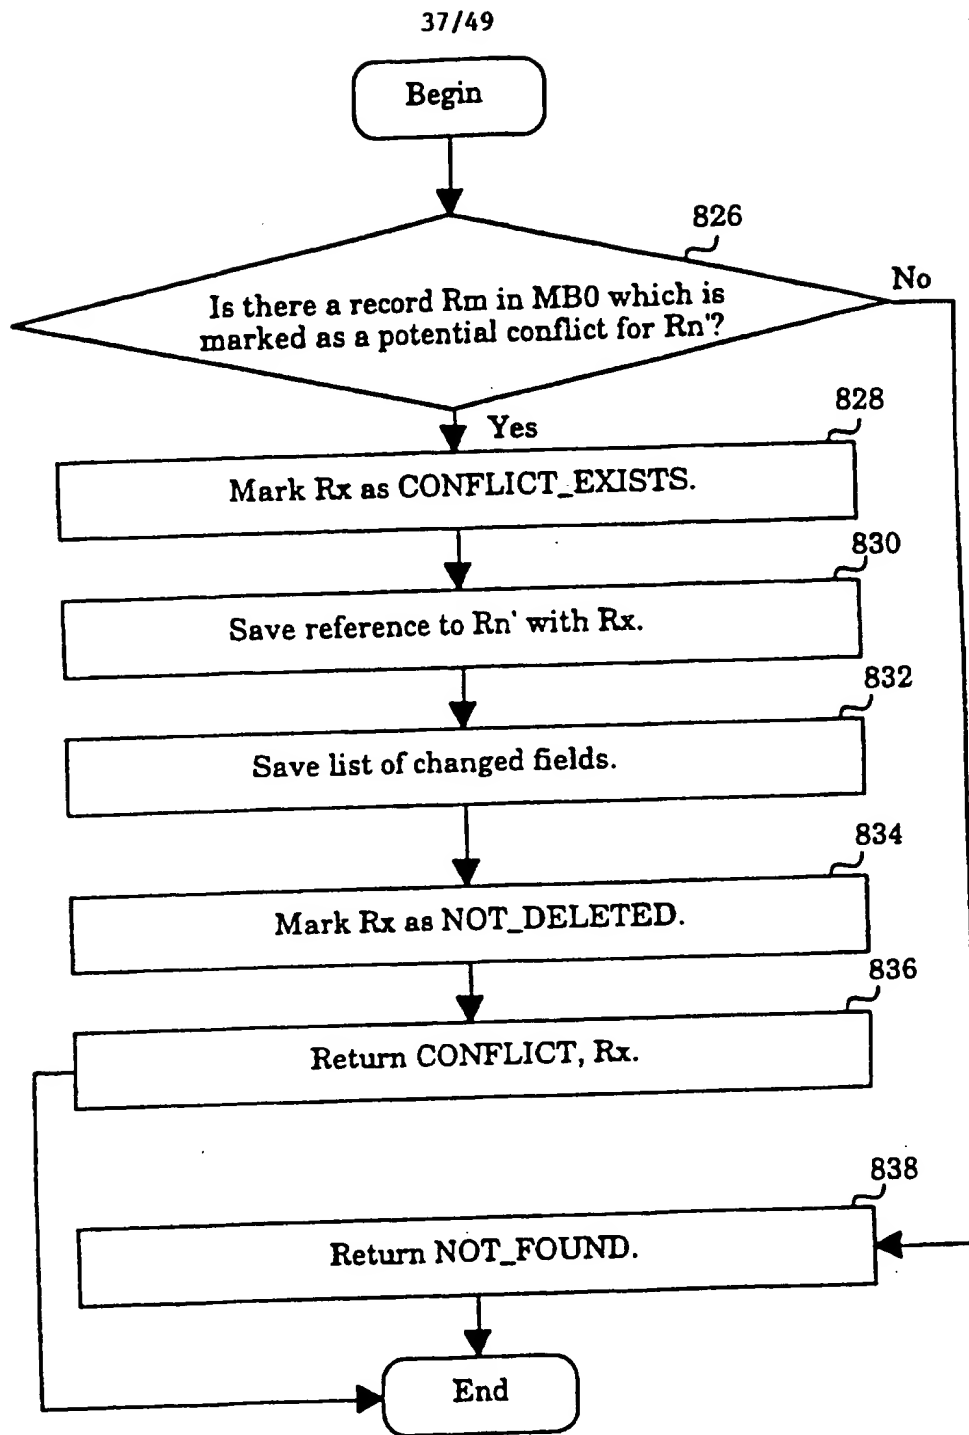 37/49
Begin
826
No
Is there a record Rm in MB0 which is
marked as a potential conflict for Rn'?
Yes
828
Mark Rx as CONFLICT_EXISTS.
830
Save reference to Rn' with Rx.
832
Save list of changed fields.
834
Mark Rx as NOT_DELETED.
836
Return CONFLICT, Rx.
838
Return NOT_FOUND.
End